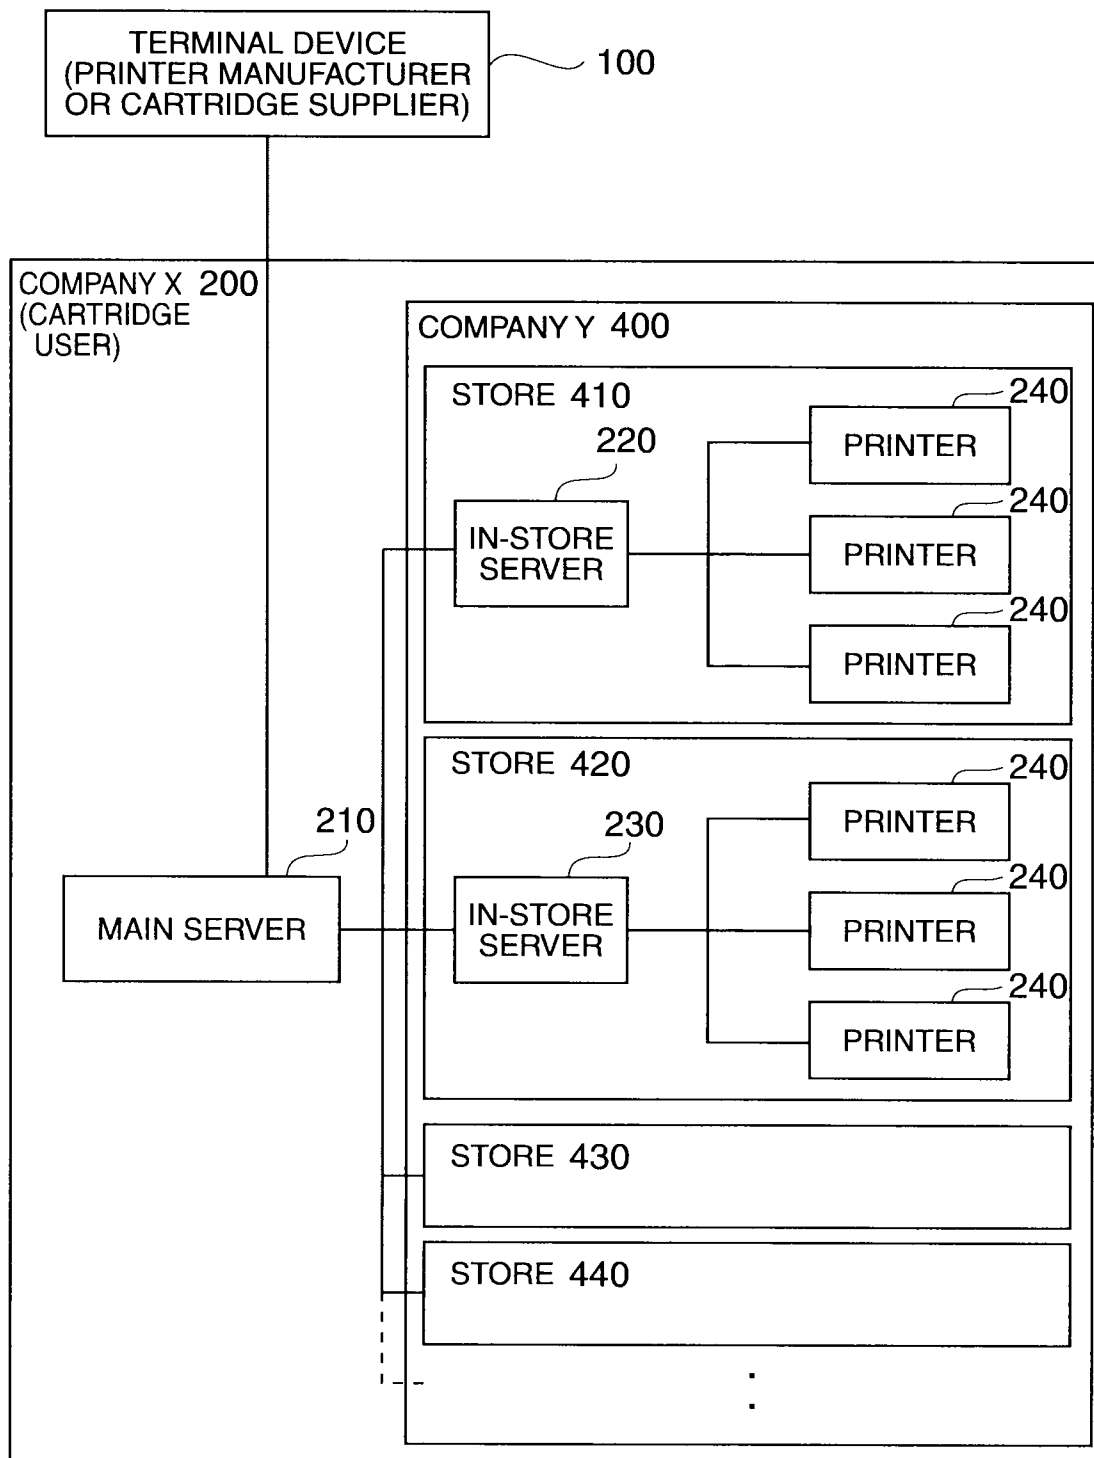 TERMINAL DEVICE
(PRINTER MANUFACTURER
OR CARTRIDGE SUPPLIER)
100
COMPANY X 200
(CARTRIDGE
USER)
COMPANY Y 400
STORE 410
220
IN-STORE
SERVER
240
PRINTER
240
PRINTER
240
PRINTER
STORE 420
210
MAIN SERVER
230
IN-STORE
SERVER
240
PRINTER
240
PRINTER
240
PRINTER
STORE 430
STORE 440